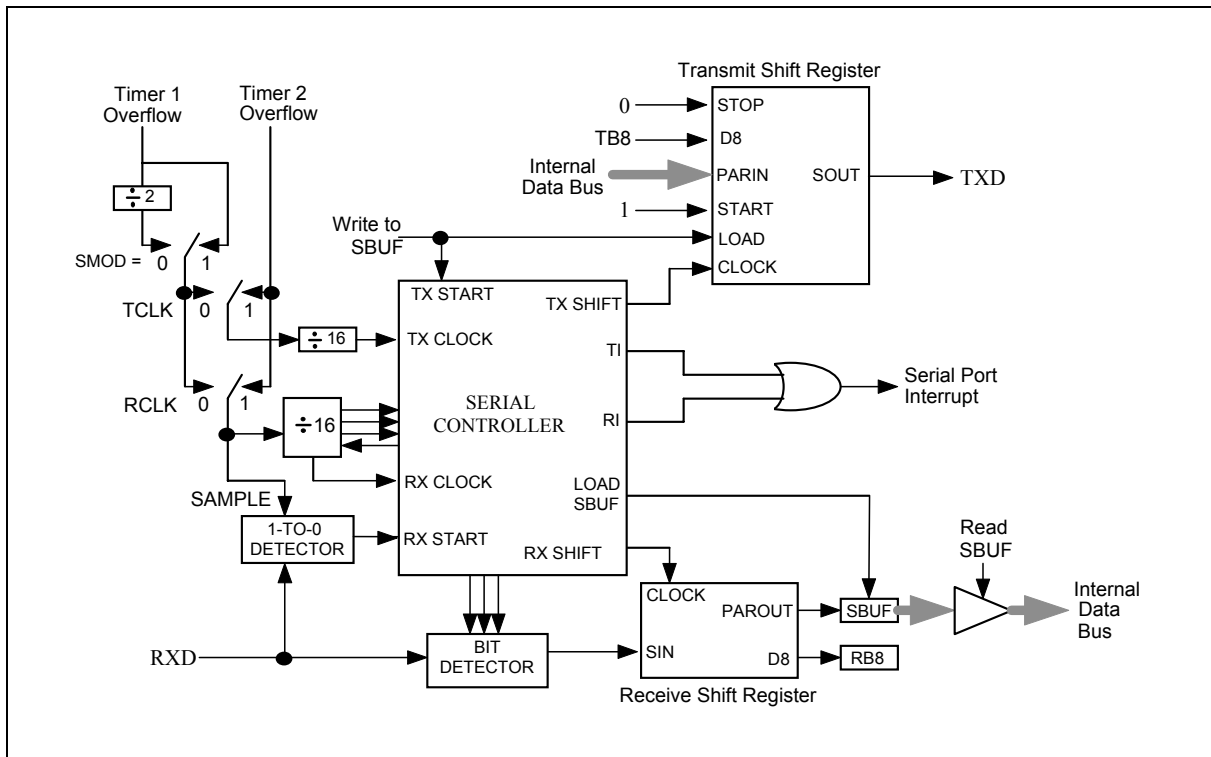 Transmit Shift Register
Timer 1
Overflow
Timer 2
Overflow
0
STOP
TB8
D8
Internal
Data Bus
PARIN
SOUT
TXD
1
START
÷ 2
Write to
SBUF
LOAD
CLOCK
SMOD = 0 1
TX START
TX SHIFT
TCLK 0 1
÷ 16
TX CLOCK
TI
Serial Port
Interrupt
RCLK 0 1
÷ 16
SERIAL
CONTROLLER
RI
RX CLOCK
LOAD
SBUF
SAMPLE
1-TO-0
DETECTOR
RX START
RX SHIFT
Read
SBUF
CLOCK
PAROUT
SBUF
Internal
Data
Bus
RXD
BIT
DETECTOR
SIN
D8
RB8
Receive Shift Register